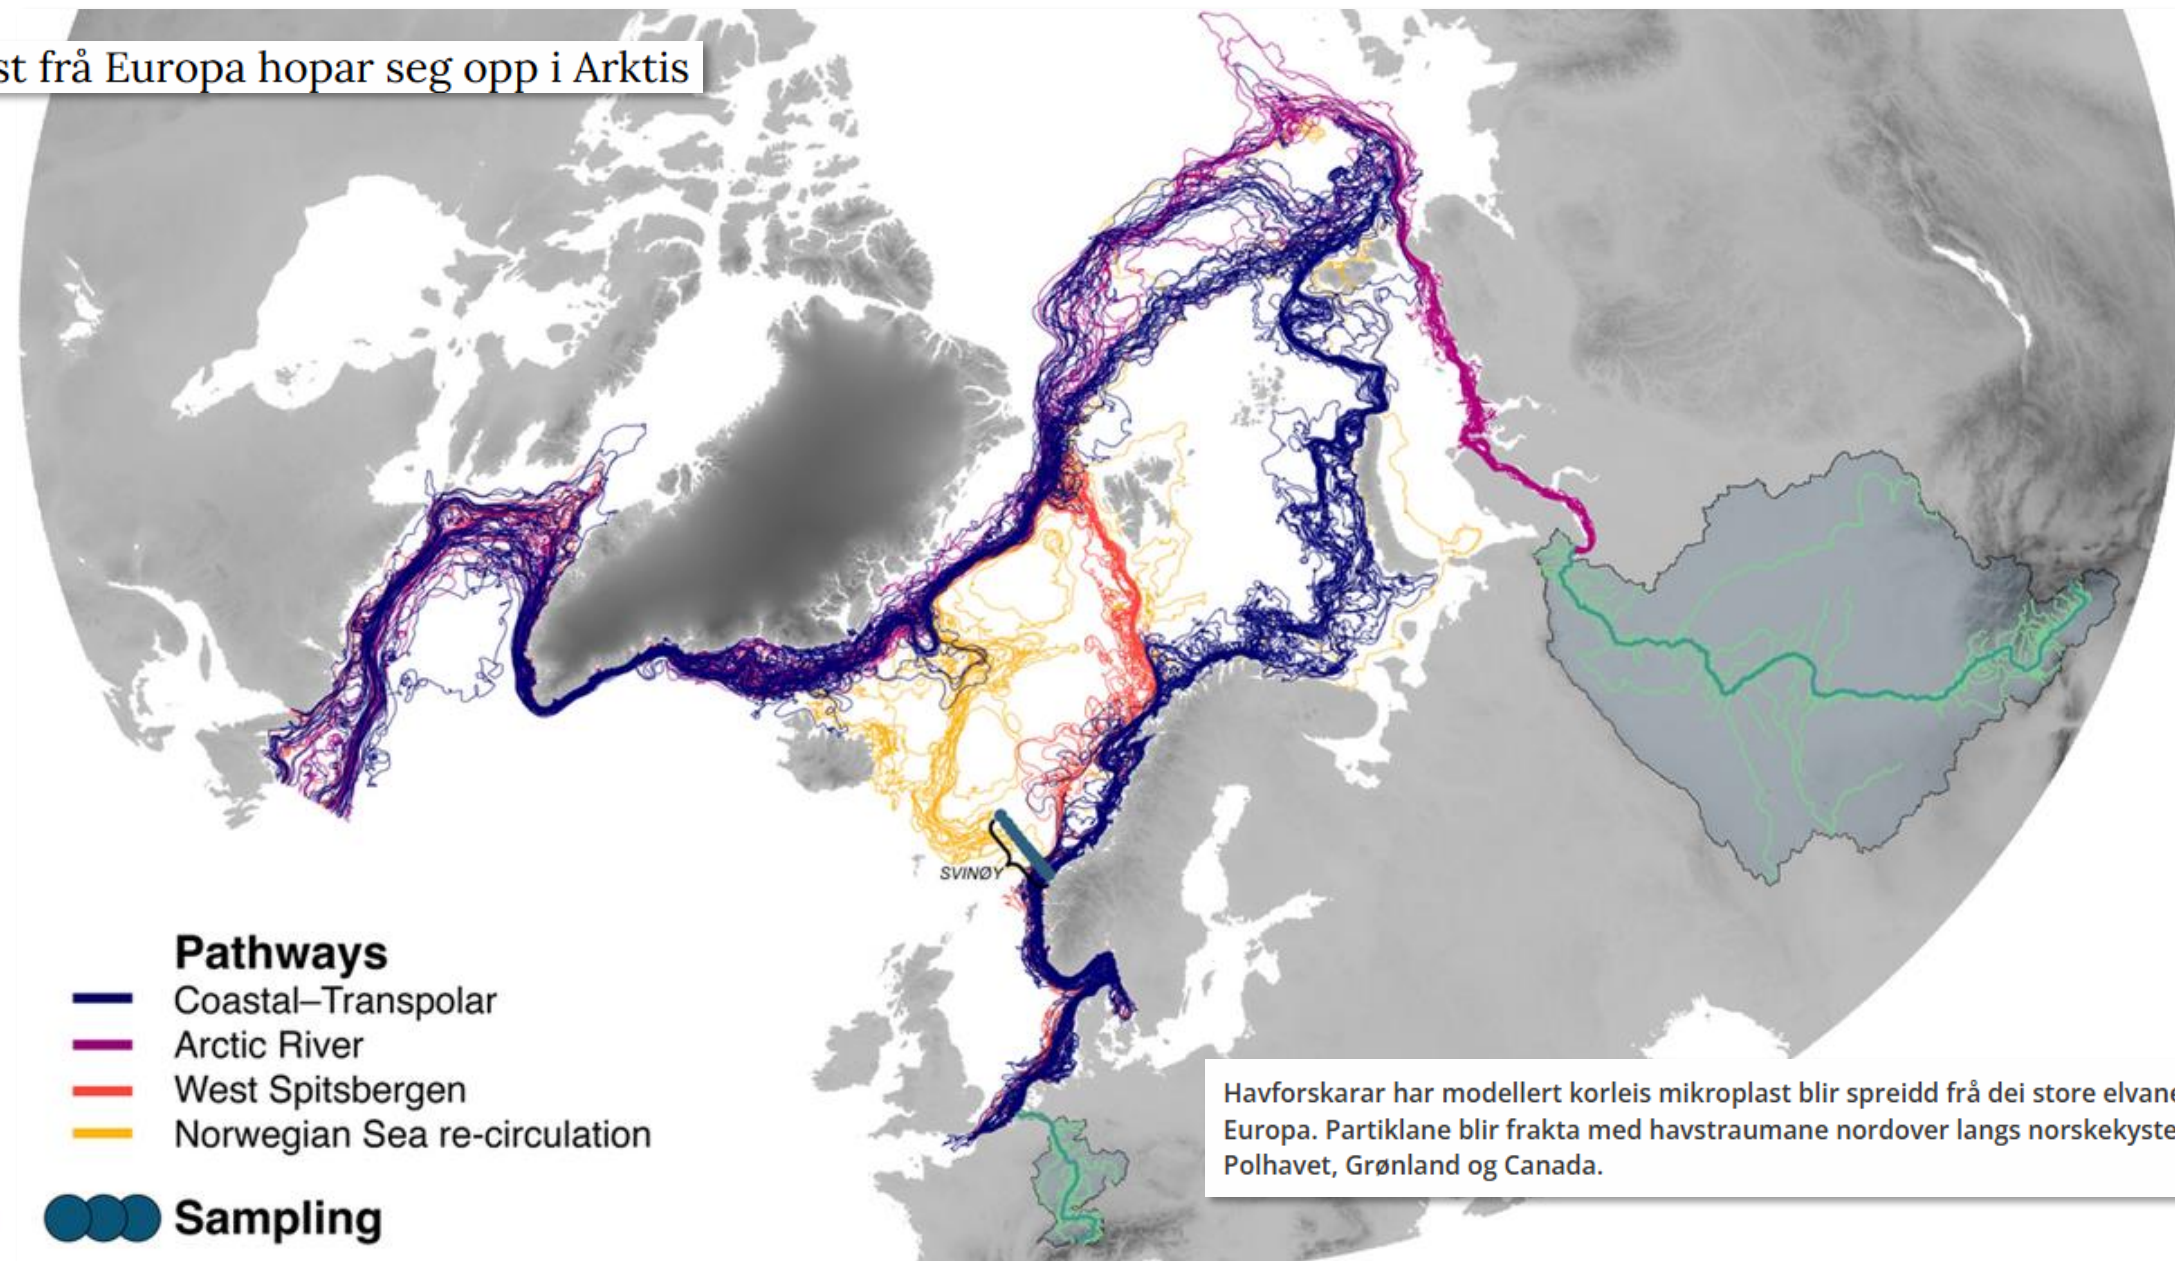 st frå Europa hopar seg opp i Arktis
SVINØY
Pathways
Coastal–Transpolar
Arctic River
West Spitsbergen
Norwegian Sea re-circulation
Sampling
Havforskarar har modellert korleis mikroplast blir spreidd frå dei store elvane
Europa. Partiklane blir frakta med havstraumane nordover langs norskekyste
Polhavet, Grønland og Canada.